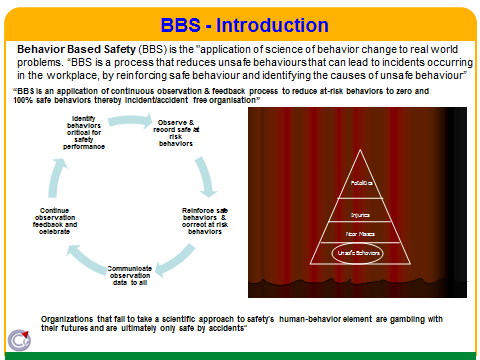 BBS - Introduction
Behavior Based Safety (BBS) is the "application of science of behavior change to real world
problems. "BBS is a process that reduces unsafe behaviours that can lead to incidents occurring
in the workplace, by reinforcing safe behaviour and identifying the causes of unsafe behaviour"
"BBS is an application of continuous observation & feedback process to reduce at-risk behaviors to zero and
100% safe behaviors thereby incident/accident free organisation"
Identify
behaviors
critical for
safety
performance
Observe &
record safe at
risk
behaviors
Reinforce safe
behaviors &
correct at risk
behaviors
Communicate
observation
data to all
Continue
observation
feedback and
celebrate
Fatalities
Injuries
Near Misses
Unsafe Behaviors
Organizations that fail to take a scientific approach to safety's human-behavior element are gambling with
their futures and are ultimately only safe by accidents"